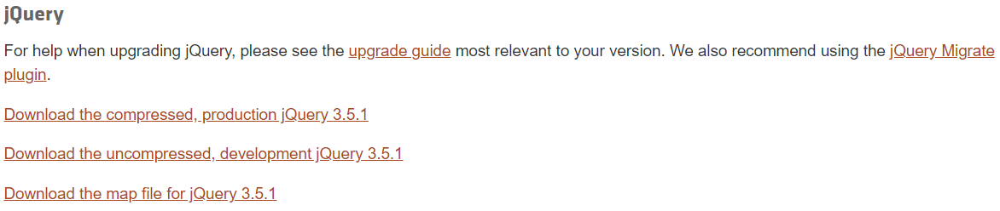 jQuery
For help when upgrading jQuery, please see the upgrade guide most relevant to your version. We also recommend using the jQuery Migrate
plugin.
Download the compressed, production jQuery 3.5.1
Download the uncompressed, development jQuery 3.5.1
Download the map file for jQuery 3.5.1